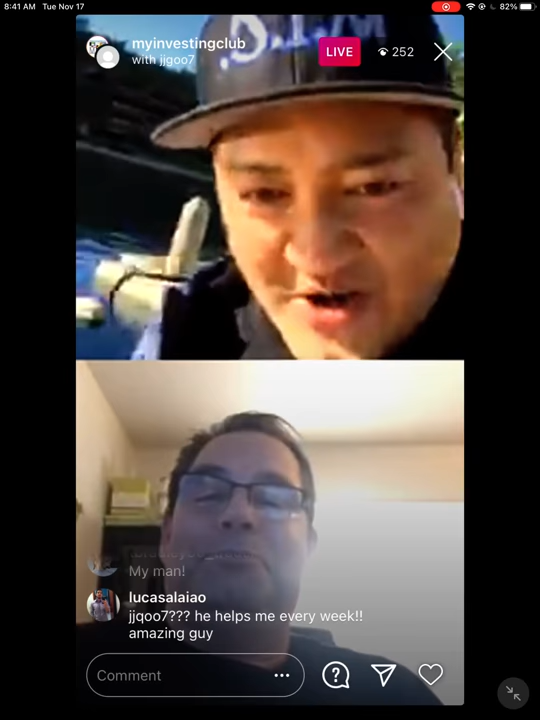 8:41 AM Tue Nov 17
82%
myinvestingclub
with jjgoo7
LIVE
252
My man!
lucasalaiao
jjqoo7??? he helps me every week!!
amazing guy
Comment